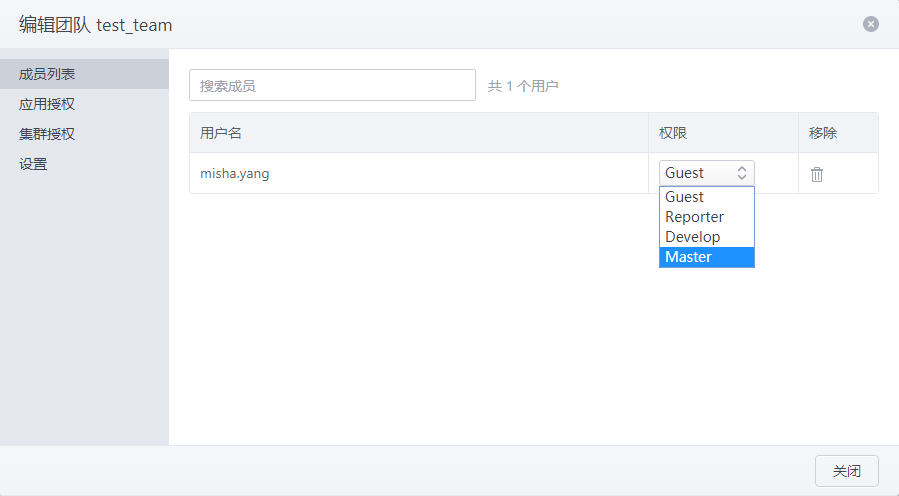 编辑团队 test_team
成员列表
应用授权
集群授权
设置
搜索成员
共 1 个用户
用户名 权限 移除
misha.yang Guest
Guest
Reporter
Develop
Master
关闭